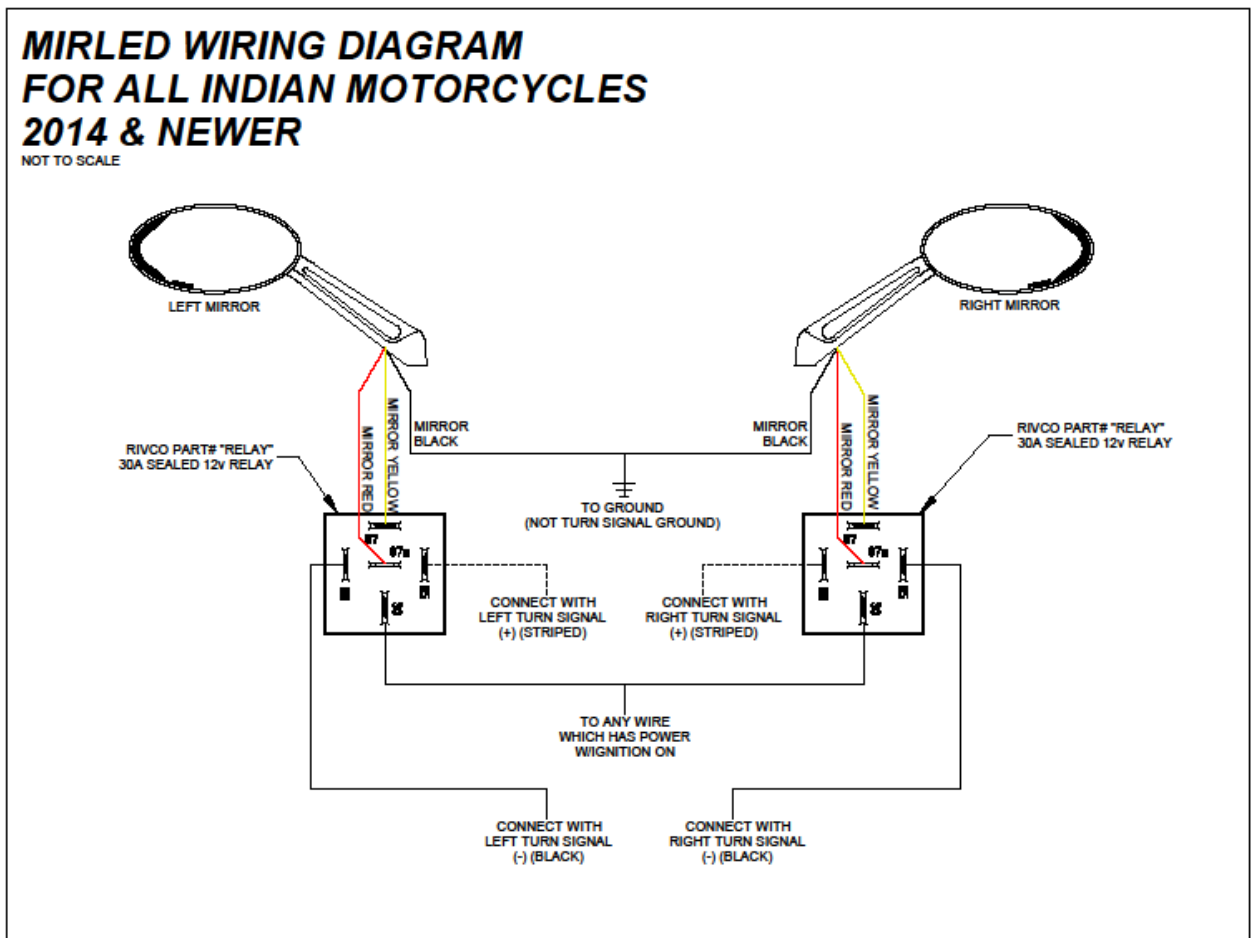 MIRLED WIRING DIAGRAM
FOR ALL INDIAN MOTORCYCLES
2014 & NEWER
NOT TO SCALE
LEFT MIRROR
RIGHT MIRROR
MIRROR RED
MIRROR YELLOW
MIRROR
BLACK
MIRROR
BLACK
MIRROR RED
MIRROR YELLOW
RIVCO PART# "RELAY"
30A SEALED 12v RELAY
RIVCO PART# "RELAY"
30A SEALED 12v RELAY
TO GROUND
(NOT TURN SIGNAL GROUND)
87
87a
87
87a
CONNECT WITH
LEFT TURN SIGNAL
(+) (STRIPED)
CONNECT WITH
RIGHT TURN SIGNAL
(+) (STRIPED)
TO ANY WIRE
WHICH HAS POWER
W/IGNITION ON
CONNECT WITH
LEFT TURN SIGNAL
(-) (BLACK)
CONNECT WITH
RIGHT TURN SIGNAL
(-) (BLACK)